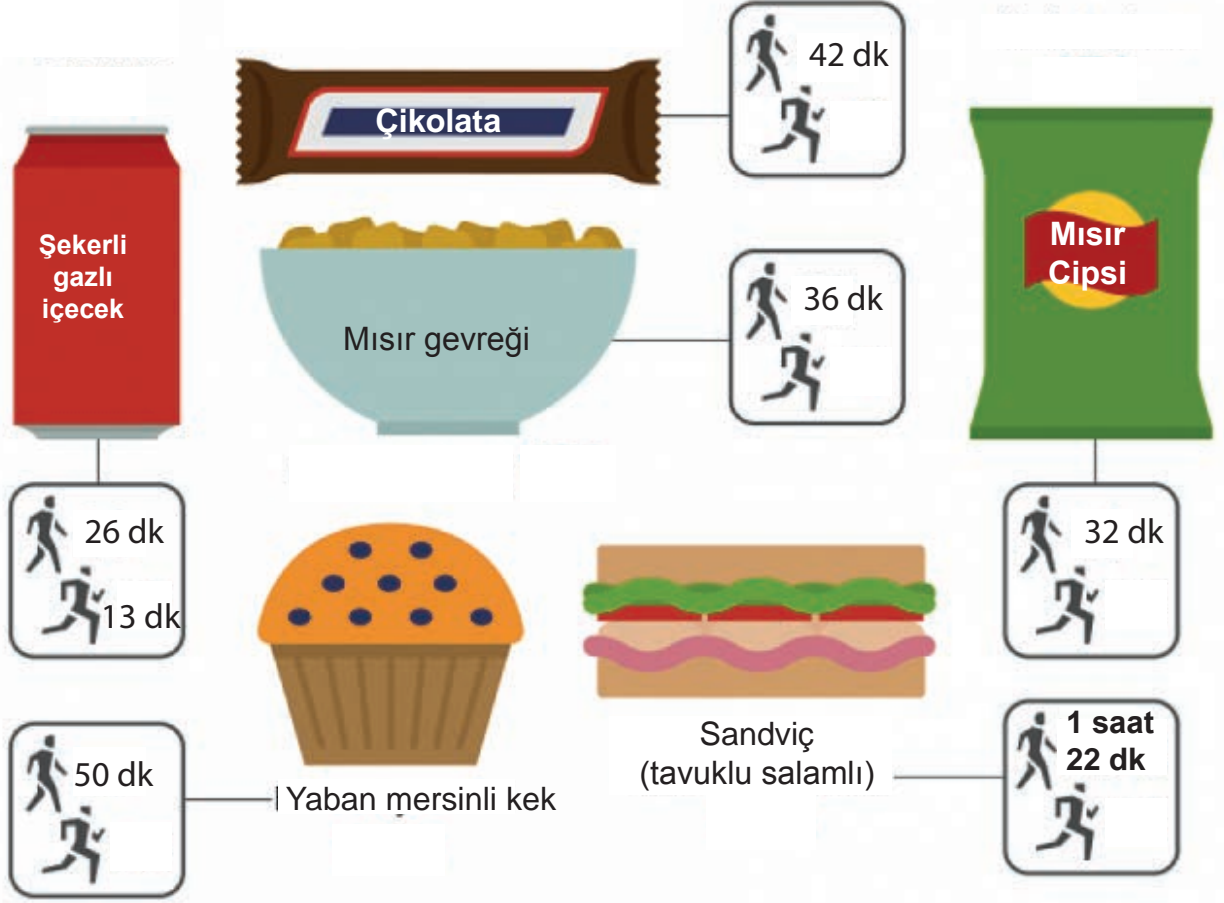 42 dk
Çikolata
Şekerli
gazlı
içecek
Mısır
Cipsi
Mısır gevreği
36 dk
26 dk
13 dk
32 dk
50 dk
Yaban mersinli kek
Sandviç
(tavuklu salamlı)
1 saat
22 dk